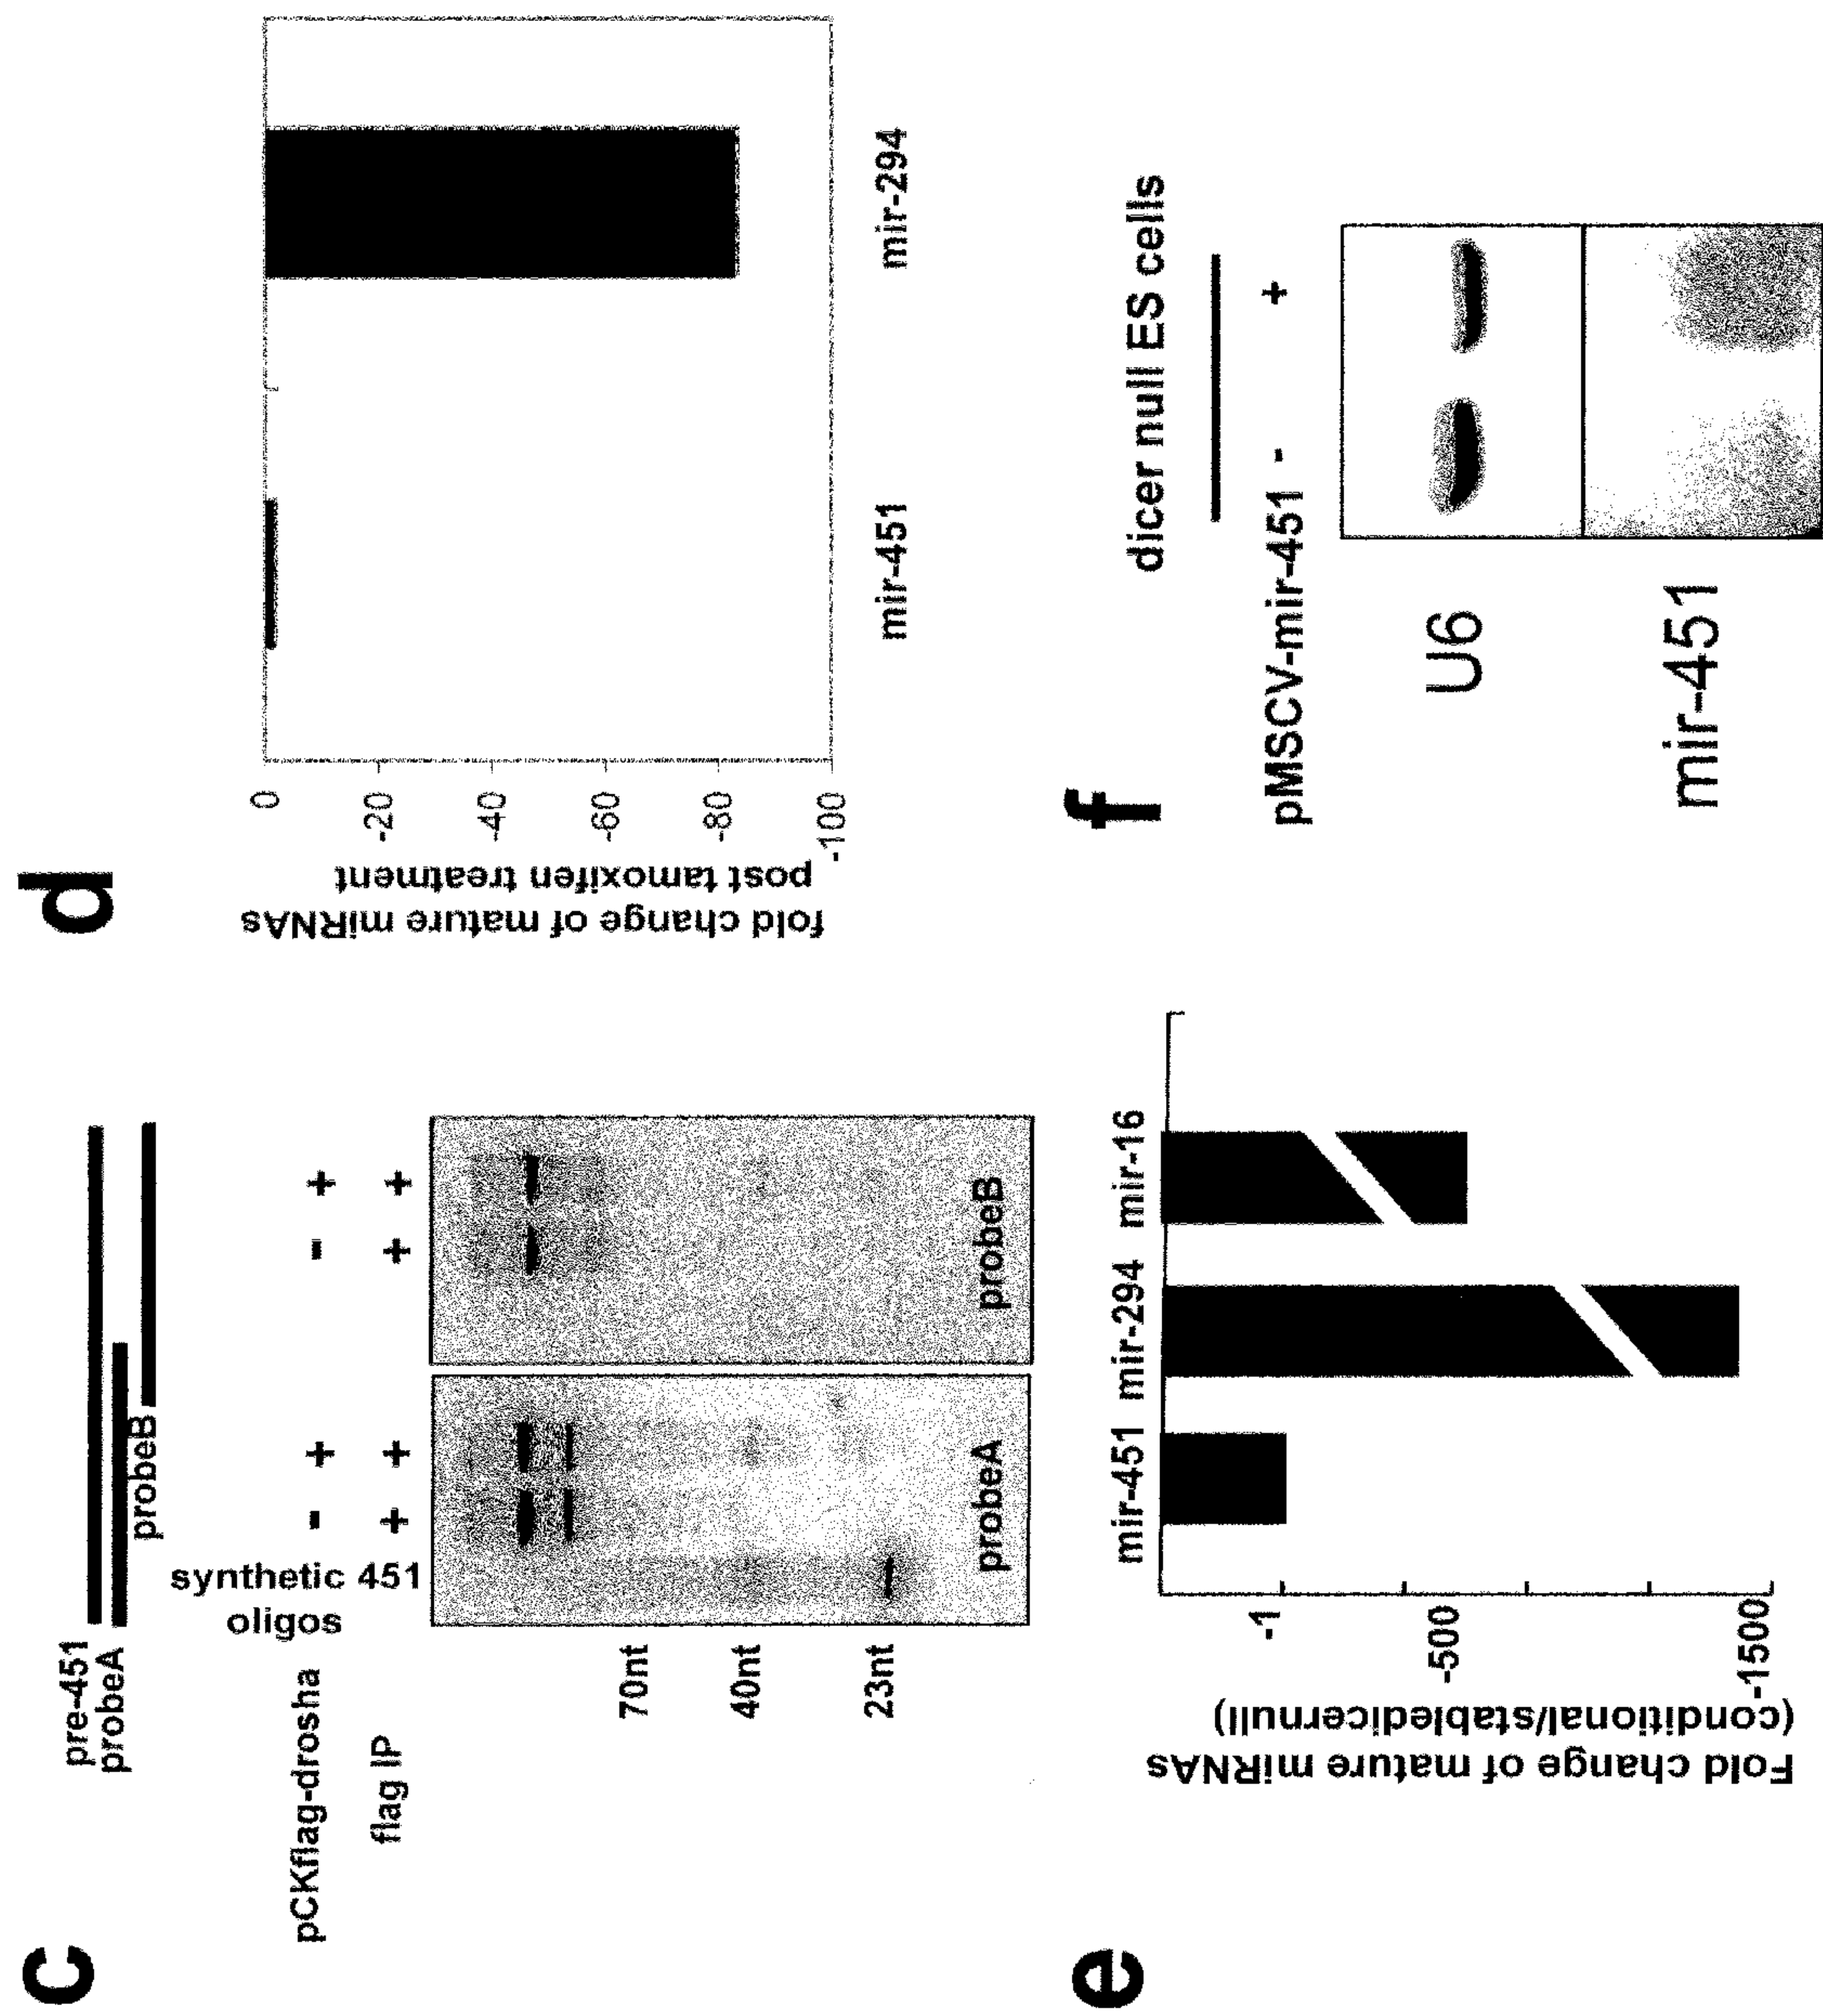 c
pre-451
probeA
probeB
pCKflag-drosha - + - +
flag IP + + + +
synthetic 451
oligos
70nt
40nt
23nt
probeA
probeB
d
fold change of mature miRNAs
post tamoxifen treatment
0
-20
-40
-60
-80
-100
mir-451
mir-294
e
Fold change of mature miRNAs
(conditional/stabledicernull)
mir-451 mir-294 mir-16
-1
-500
-1500
f
dicer null ES cells
pMSCV-mir-451 - +
U6
mir-451